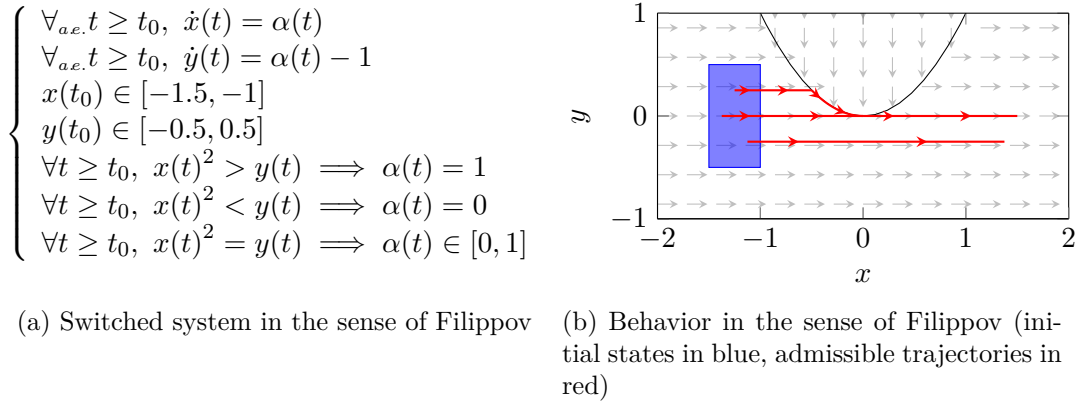 ∀a.e. t ≥ t0, ẋ(t) = α(t)
∀a.e. t ≥ t0, ẏ(t) = α(t) − 1
x(t0) ∈ [−1.5, −1]
y(t0) ∈ [−0.5, 0.5]
∀t ≥ t0, x(t)² > y(t) ⟹ α(t) = 1
∀t ≥ t0, x(t)² < y(t) ⟹ α(t) = 0
∀t ≥ t0, x(t)² = y(t) ⟹ α(t) ∈ [0, 1]
(a) Switched system in the sense of Filippov
1
0
−1
y
−2
−1
0
1
2
x
(b) Behavior in the sense of Filippov (ini-
tial states in blue, admissible trajectories in
red)